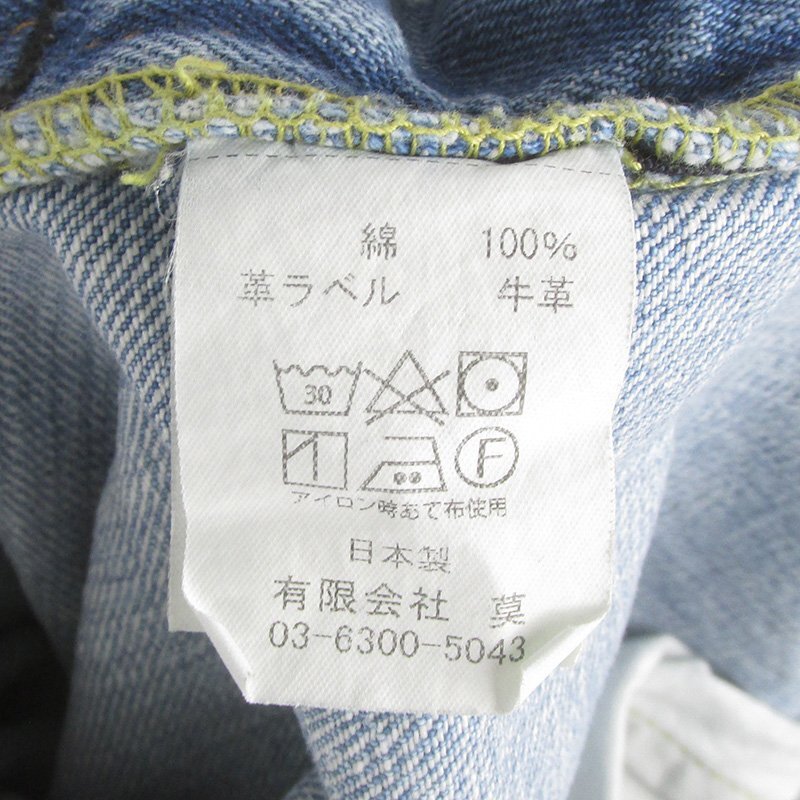 綿 100%
革ラベル 牛革
30
F
アイロン時あて布使用
日本製
有限会社 莫
03-6300-5043